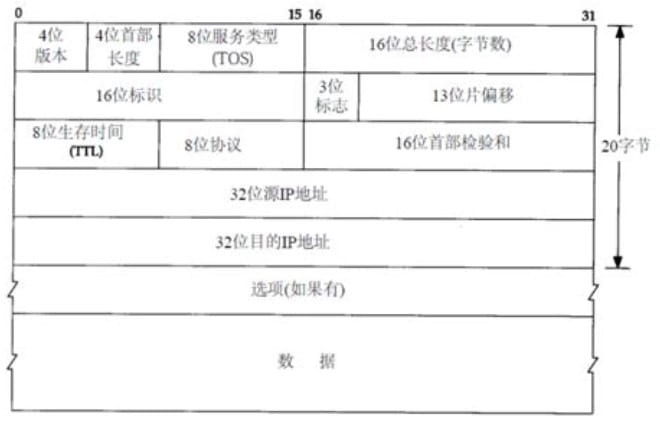 0 15 16 31
4位 4位首部 8位服务类型 16位总长度(字节数)
版本 长度 (TOS)
16位标识 3位 13位片偏移
标志
8位生存时间 8位协议 16位首部检验和 20字节
(TTL)
32位源IP地址
32位目的IP地址
选项(如果有)
数 据